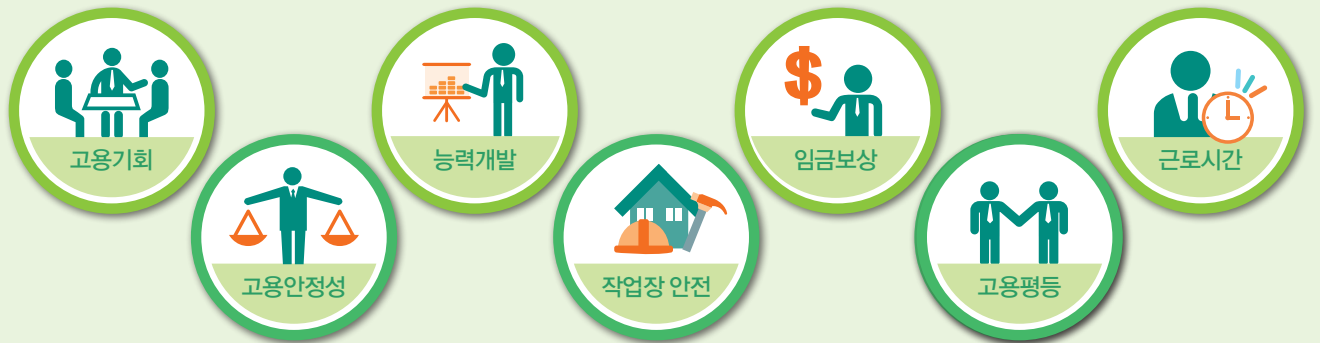 고용기회
고용안정성
능력개발
작업장 안전
임금보상
고용평등
근로시간